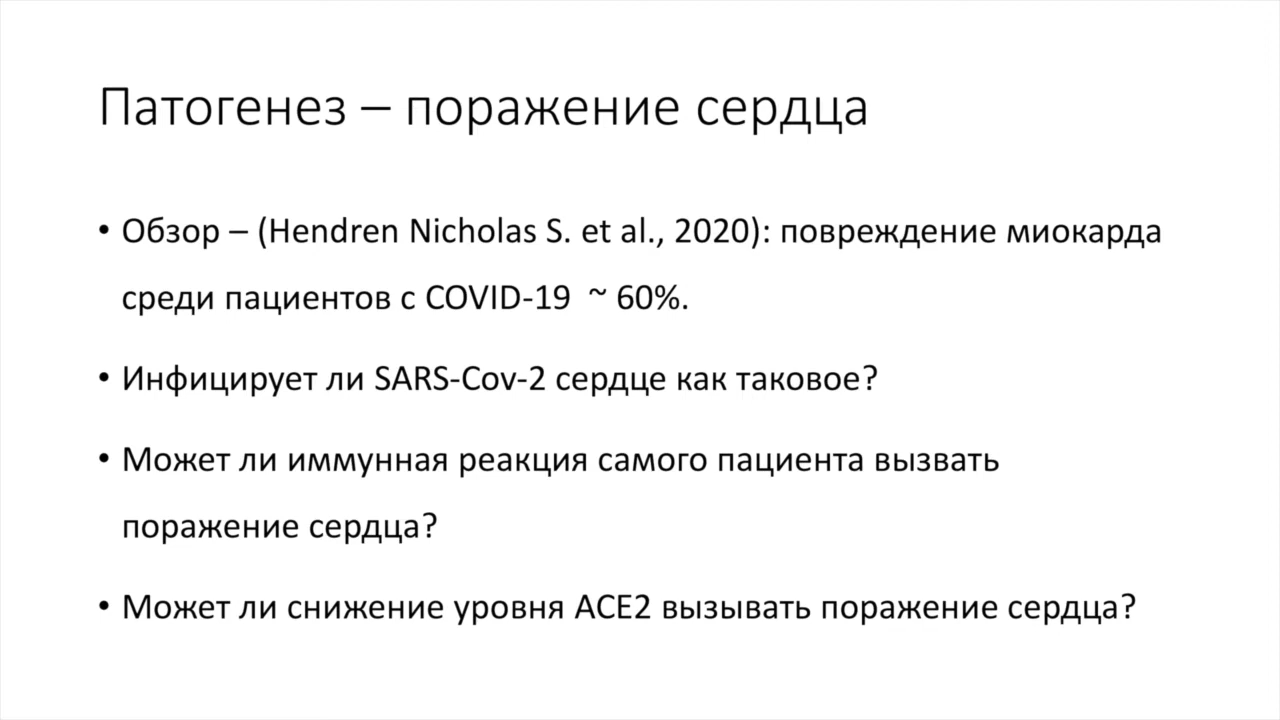 Патогенез – поражение сердца
• Обзор – (Hendren Nicholas S. et al., 2020): повреждение миокарда
среди пациентов с COVID-19 ~ 60%.
• Инфицирует ли SARS-Cov-2 сердце как таковое?
• Может ли иммунная реакция самого пациента вызвать
поражение сердца?
• Может ли снижение уровня ACE2 вызывать поражение сердца?